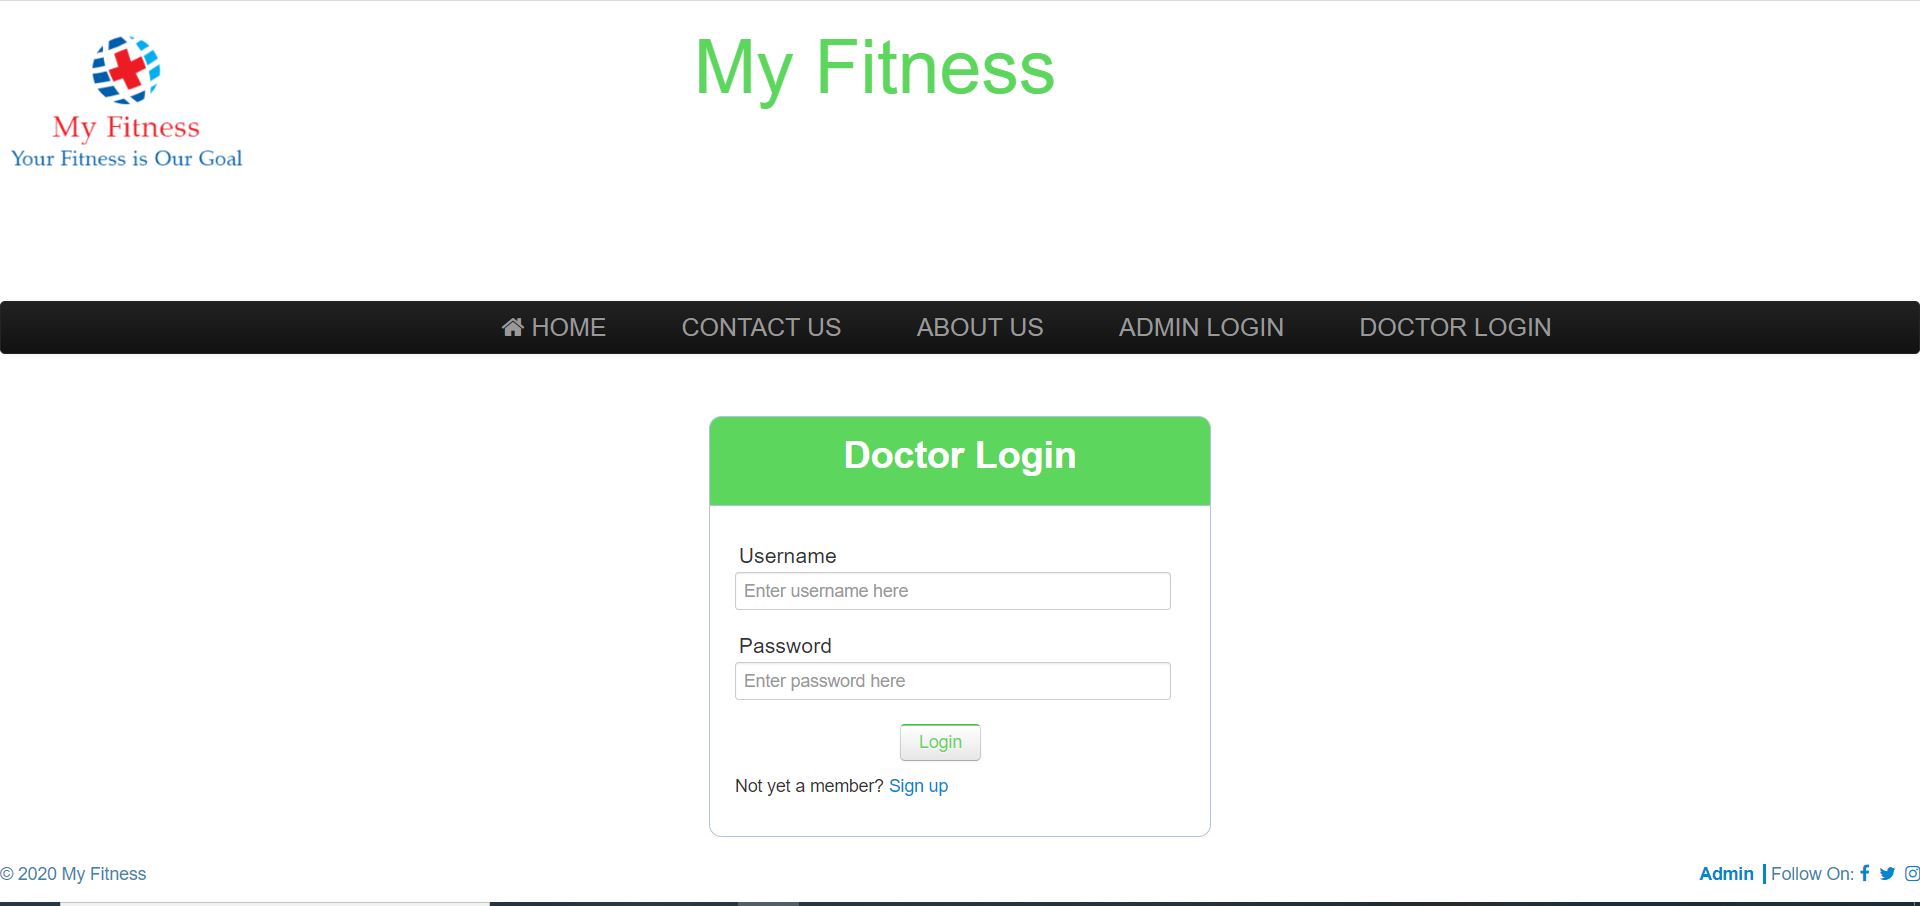 My Fitness
My Fitness
Your Fitness is Our Goal
HOME CONTACT US ABOUT US ADMIN LOGIN DOCTOR LOGIN
Doctor Login
Username
Enter username here
Password
Enter password here
Login
Not yet a member? Sign up
© 2020 My Fitness
Admin Follow On: